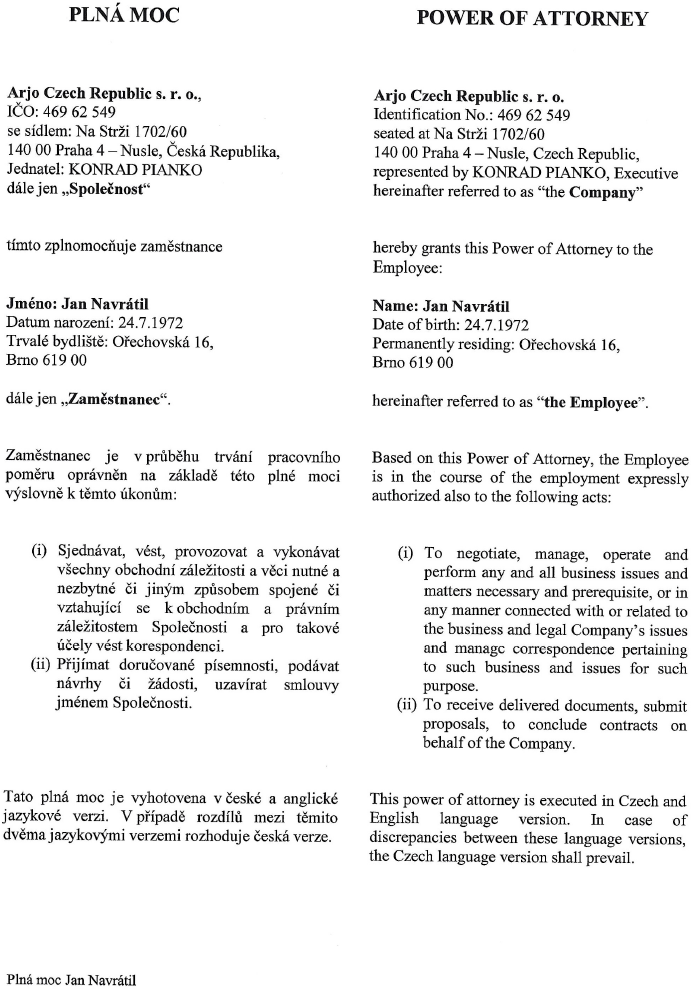 PLNÁ MOC
Arjo Czech Republic s. r. o.,
IČO: 469 62 549
se sídlem: Na Strži 1702/60
140 00 Praha 4 – Nusle, Česká Republika,
Jednatel: KONRAD PIANKO
dále jen „Společnost“
tímto zplnomocňuje zaměstnance
Jméno: Jan Navrátil
Datum narození: 24.7.1972
Trvalé bydliště: Ořechovská 16,
Brno 619 00
dále jen „Zaměstnanec“.
Zaměstnanec je v průběhu trvání pracovního
poměru oprávněn na základě této plné moci
výslovně k těmto úkonům:
(i) Sjednávat, vést, provozovat a vykonávat
všechny obchodní záležitosti a věci nutné a
nezbytné či jiným způsobem spojené či
vztahující se k obchodním a právním
záležitostem Společnosti a pro takové
účely vést korespondenci.
(ii) Přijímat doručované písemnosti, podávat
návrhy či žádosti, uzavírat smlouvy
jménem Společnosti.
Tato plná moc je vyhotovena v české a anglické
jazykové verzi. V případě rozdílů mezi těmito
dvěma jazykovými verzemi rozhoduje česká verze.
POWER OF ATTORNEY
Arjo Czech Republic s. r. o.
Identification No.: 469 62 549
seated at Na Strži 1702/60
140 00 Praha 4 – Nusle, Czech Republic,
represented by KONRAD PIANKO, Executive
hereinafter referred to as “the Company”
hereby grants this Power of Attorney to the
Employee:
Name: Jan Navrátil
Date of birth: 24.7.1972
Permanently residing: Ořechovská 16,
Brno 619 00
hereinafter referred to as “the Employee”.
Based on this Power of Attorney, the Employee
is in the course of the employment expressly
authorized also to the following acts:
(i) To negotiate, manage, operate and
perform any and all business issues and
matters necessary and prerequisite, or in
any manner connected with or related to
the business and legal Company’s issues
and manage correspondence pertaining
to such business and issues for such
purpose.
(ii) To receive delivered documents, submit
proposals, to conclude contracts on
behalf of the Company.
This power of attorney is executed in Czech and
English language version. In case of
discrepancies between these language versions,
the Czech language version shall prevail.
Plná moc Jan Navrátil